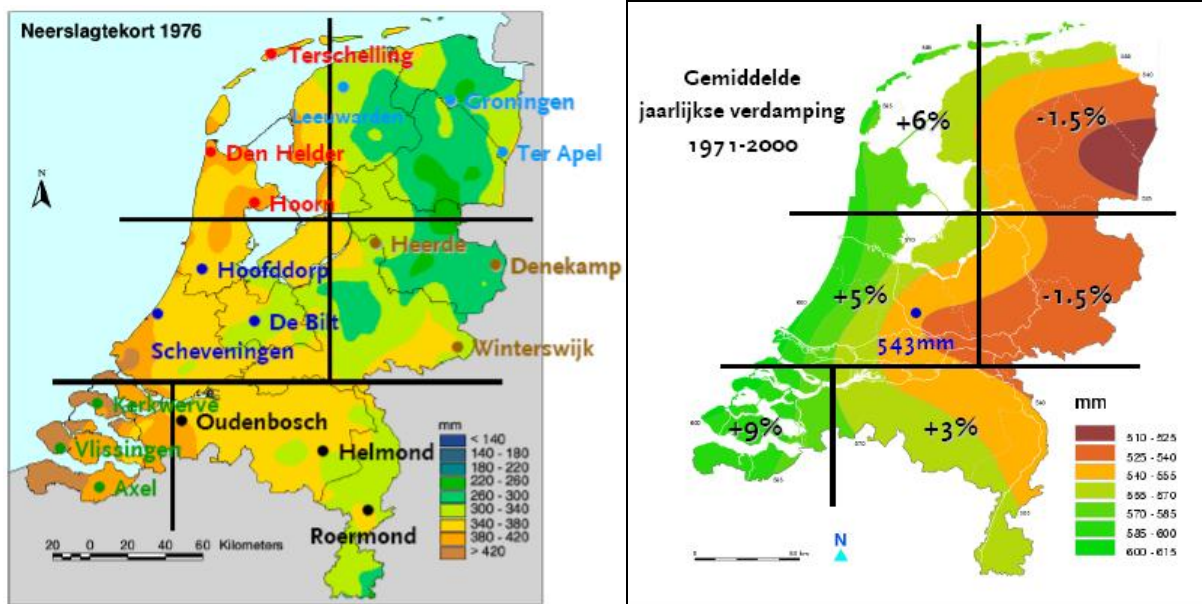 Neerslagtekort 1976
Terschelling
Groningen
Leeuwarden
Den Helder
Ter Apel
N
Hoorn
Heerde
Hoofddorp
Denekamp
De Bilt
Scheveningen
Winterswijk
Kerkwerve
Oudenbosch
Vlissingen
Helmond
Axel
Roermond
mm
< 140
140 - 180
180 - 220
220 - 260
260 - 300
300 - 340
340 - 380
380 - 420
> 420
20 0 20 40 60 Kilometers
Gemiddelde
jaarlijkse verdamping
1971-2000
+6%
-1.5%
+5%
-1.5%
543mm
+9%
+3%
mm
510 - 525
525 - 540
540 - 555
555 - 570
570 - 585
585 - 600
600 - 615
N